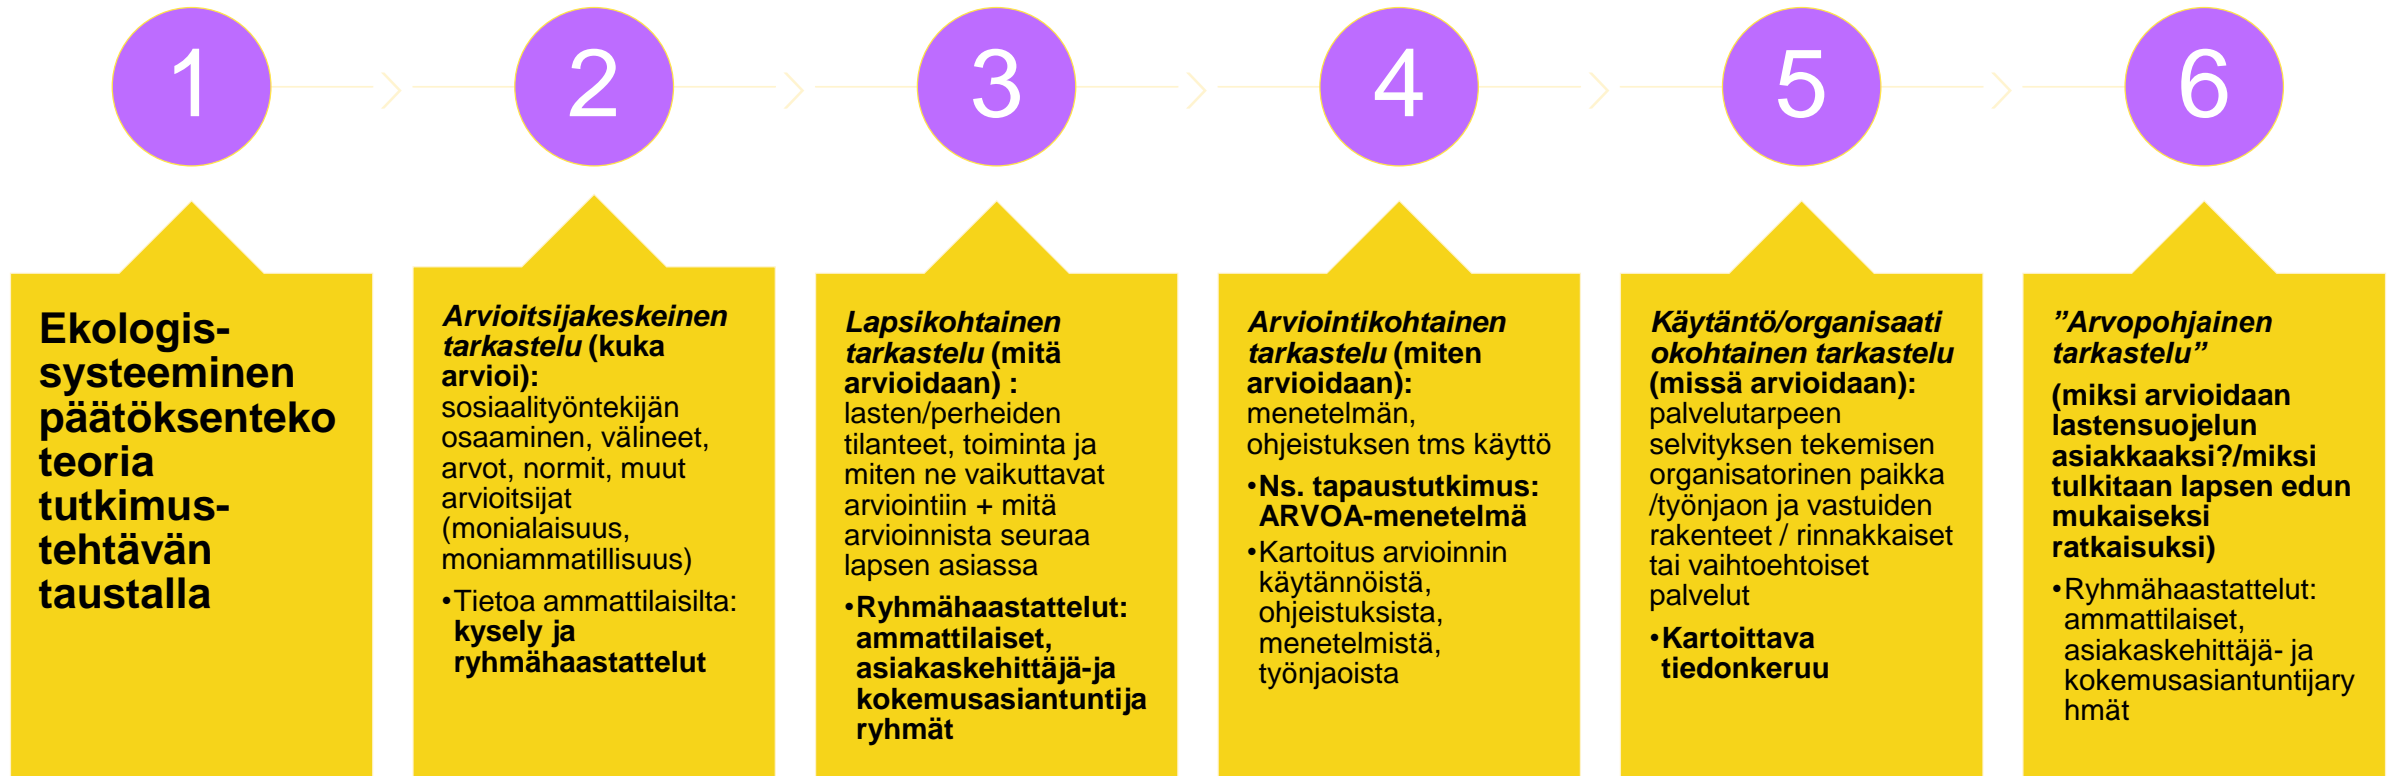 1
2
3
4
5
6
Ekologis-
systeeminen
päätöksenteko
teoria
tutkimus-
tehtävän
taustalla
Arvioitsijakeskeinen
tarkastelu (kuka
arvioi):
sosiaalityöntekijän
osaaminen, välineet,
arvot, normit, muut
arvioitsijat
(monialaisuus,
moniammatillisuus)
•Tietoa ammattilaisilta:
kysely ja
ryhmähaastattelut
Lapsikohtainen
tarkastelu (mitä
arvioidaan) :
lasten/perheiden
tilanteet, toiminta ja
miten ne vaikuttavat
arviointiin + mitä
arvioinnista seuraa
lapsen asiassa
•Ryhmähaastattelut:
ammattilaiset,
asiakaskehittäjä-ja
kokemusasiantuntija
ryhmät
Arviointikohtainen
tarkastelu (miten
arvioidaan):
menetelmän,
ohjeistuksen tms käyttö
•Ns. tapaustutkimus:
ARVOA-menetelmä
•Kartoitus arvioinnin
käytännöistä,
ohjeistuksista,
menetelmistä,
työnjaoista
Käytäntö/organisaati
okohtainen tarkastelu
(missä arvioidaan):
palvelutarpeen
selvityksen tekemisen
organisatorinen paikka
/työnjaon ja vastuiden
rakenteet / rinnakkaiset
tai vaihtoehtoiset
palvelut
•Kartoittava
tiedonkeruu
”Arvopohjainen
tarkastelu”
(miksi arvioidaan
lastensuojelun
asiakkaaksi?/miksi
tulkitaan lapsen edun
mukaiseksi
ratkaisuksi)
•Ryhmähaastattelut:
ammattilaiset,
asiakaskehittäjä- ja
kokemusasiantuntijary
hmät